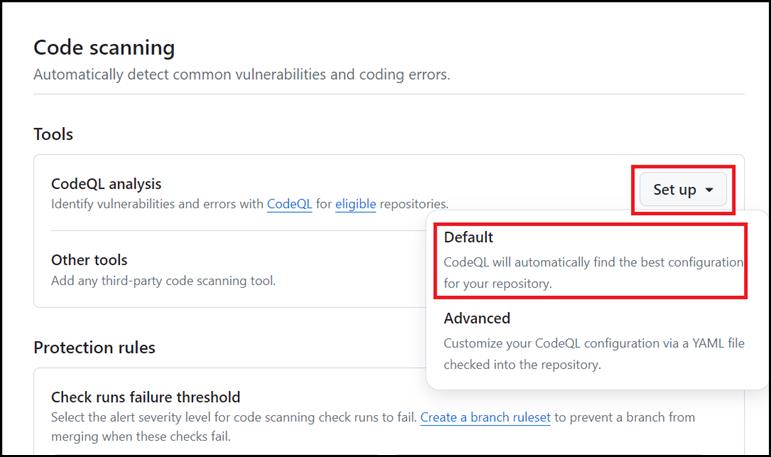 Code scanning
Automatically detect common vulnerabilities and coding errors.
Tools
CodeQL analysis
Identify vulnerabilities and errors with CodeQL for eligible repositories.
Set up
Default
CodeQL will automatically find the best configuration
for your repository.
Other tools
Add any third-party code scanning tool.
Advanced
Customize your CodeQL configuration via a YAML file
checked into the repository.
Protection rules
Check runs failure threshold
Select the alert severity level for code scanning check runs to fail. Create a branch ruleset to prevent a branch from
merging when these checks fail.